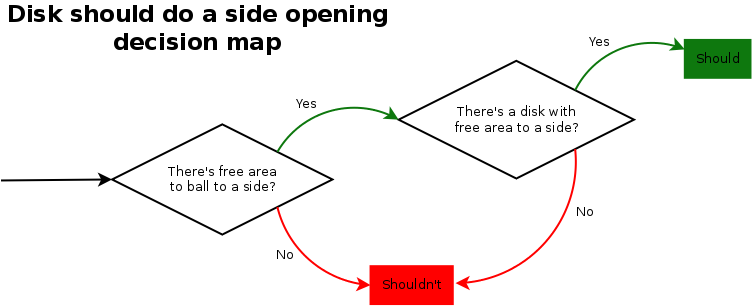 Disk should do a side opening
decision map
Yes
Should
There's a disk with
free area to a side?
Yes
There's free area
to ball to a side?
No
No
Shouldn't